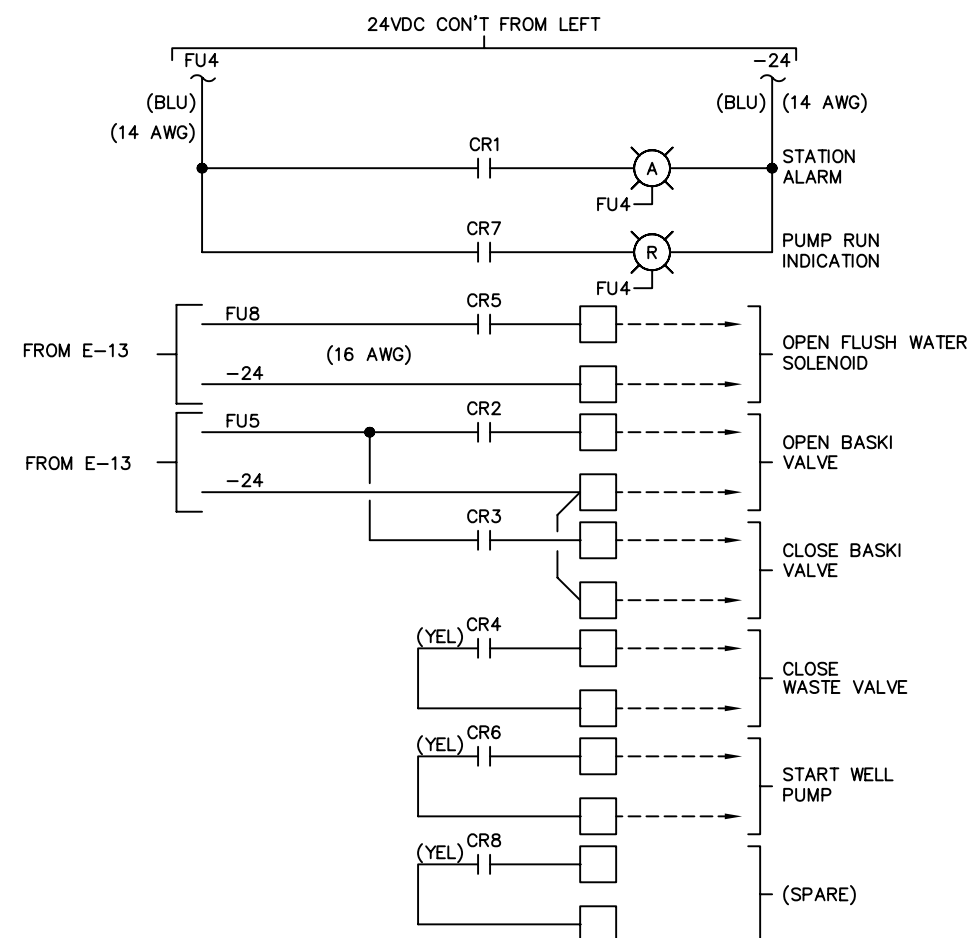 24VDC CON'T FROM LEFT
FU4
-24
(BLU)
(14 AWG)
(BLU)
(14 AWG)
CR1
A
FU4
STATION
ALARM
CR7
R
FU4
PUMP RUN
INDICATION
FROM E-13
FU8
CR5
(16 AWG)
-24
OPEN FLUSH WATER
SOLENOID
FROM E-13
FU5
CR2
-24
OPEN BASKI
VALVE
CR3
CLOSE BASKI
VALVE
(YEL)
CR4
CLOSE
WASTE VALVE
(YEL)
CR6
START WELL
PUMP
(YEL)
CR8
(SPARE)